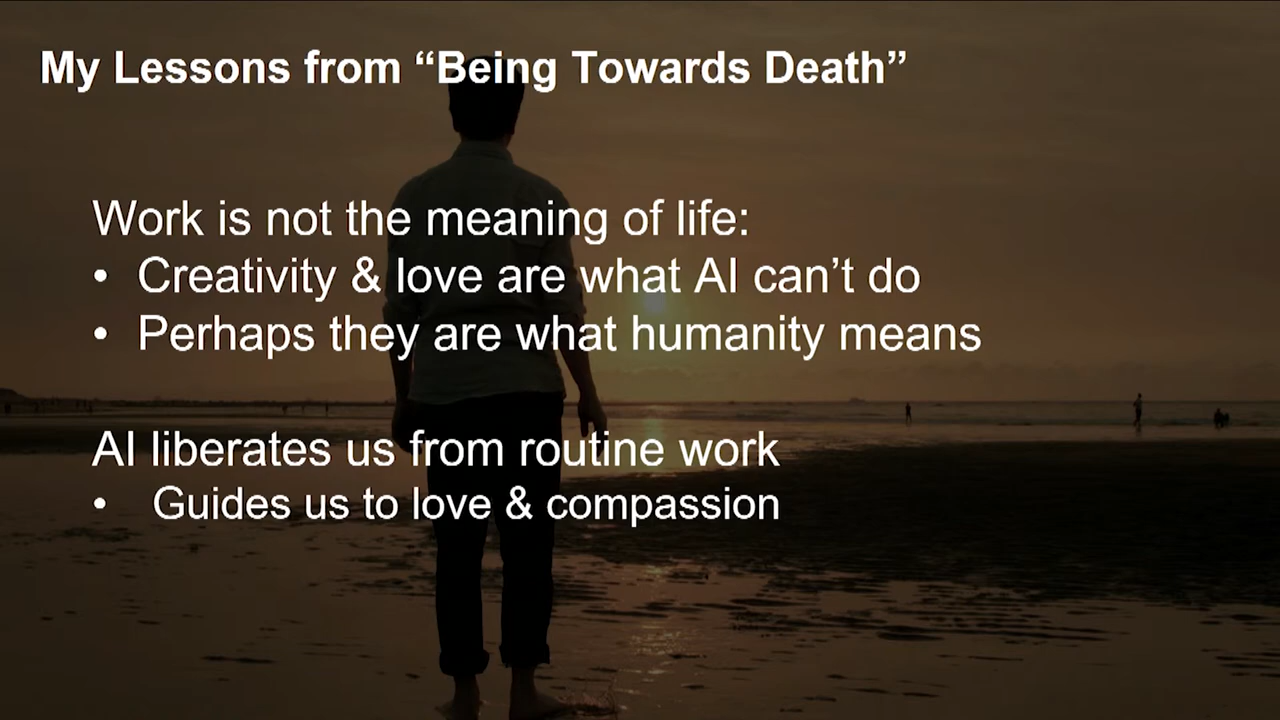 My Lessons from “Being Towards Death”
Work is not the meaning of life:
• Creativity & love are what AI can’t do
• Perhaps they are what humanity means
AI liberates us from routine work
• Guides us to love & compassion